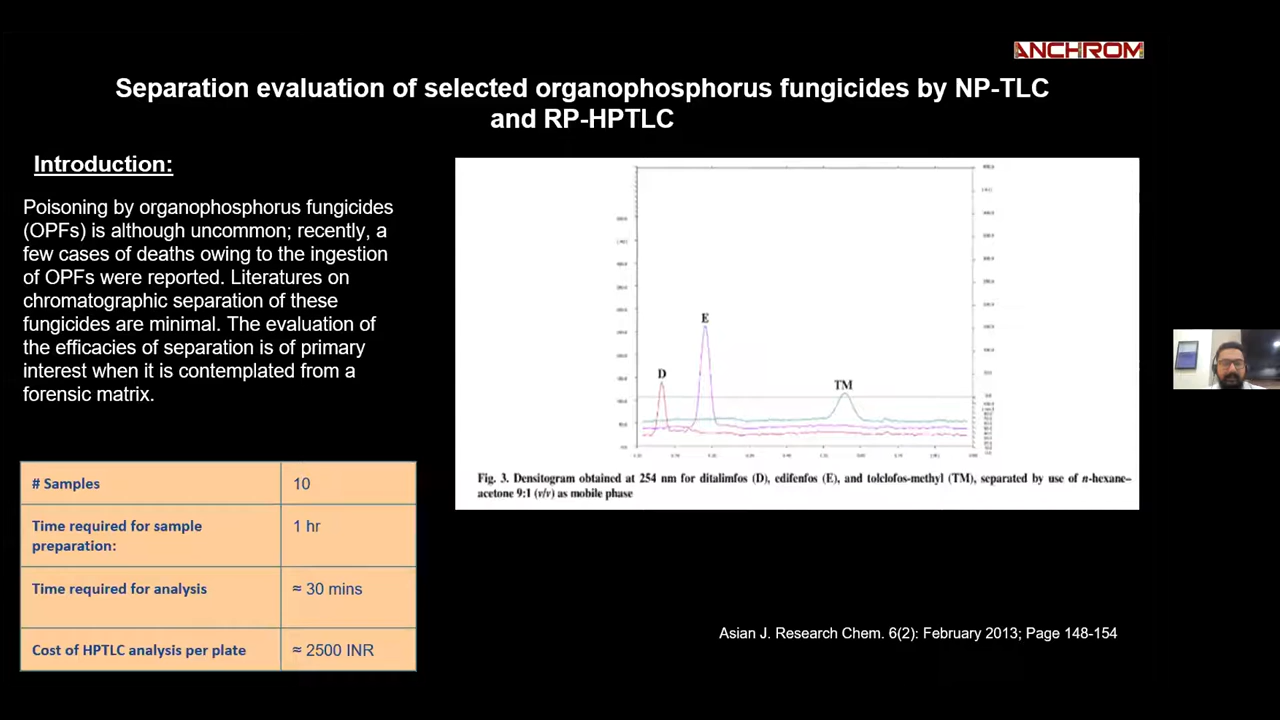 ANCHROM
Separation evaluation of selected organophosphorus fungicides by NP-TLC
and RP-HPTLC
Introduction:
Poisoning by organophosphorus fungicides
(OPFs) is although uncommon; recently, a
few cases of deaths owing to the ingestion
of OPFs were reported. Literatures on
chromatographic separation of these
fungicides are minimal. The evaluation of
the efficacies of separation is of primary
interest when it is contemplated from a
forensic matrix.
D
E
TM
Fig. 3. Densitogram obtained at 254 nm for ditalimfos (D), edifenfos (E), and tolclofos-methyl (TM), separated by use of n-hexane–
acetone 9:1 (v/v) as mobile phase
# Samples
10
Time required for sample
preparation:
1 hr
Time required for analysis
≈ 30 mins
Cost of HPTLC analysis per plate
≈ 2500 INR
Asian J. Research Chem. 6(2): February 2013; Page 148-154